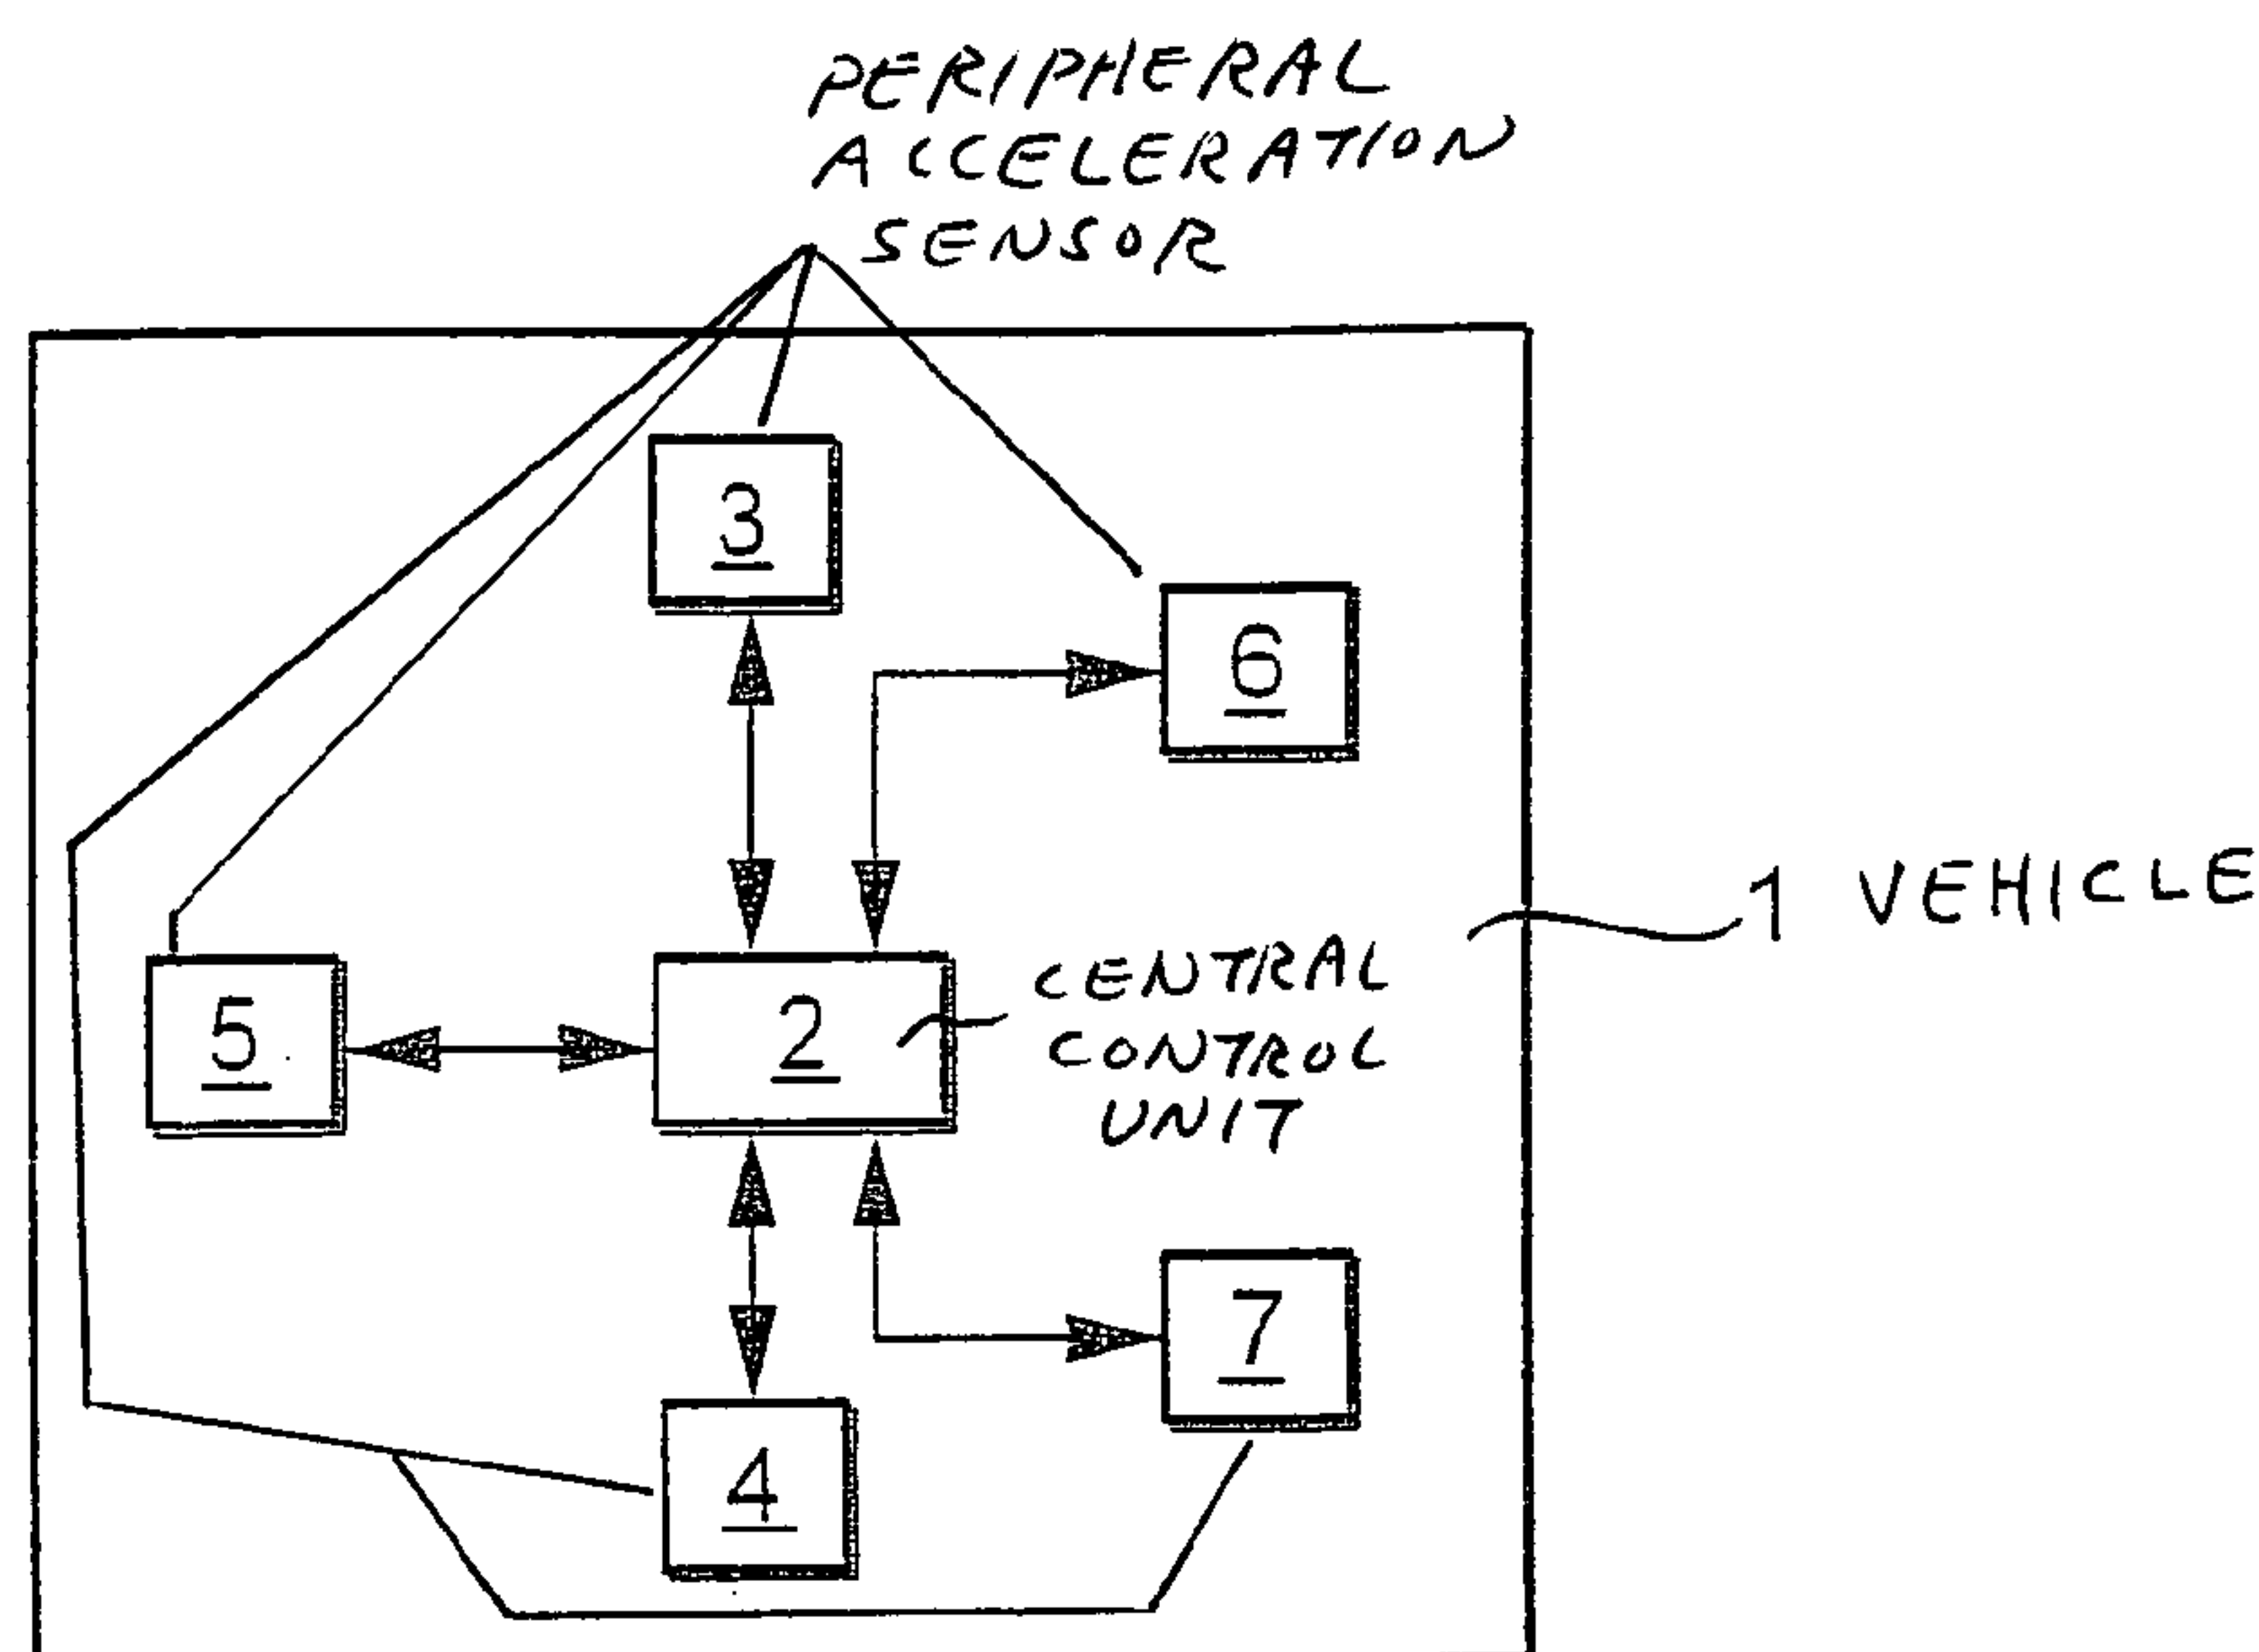 PERIPHERAL
ACCELERATION
SENSOR
3
6
1 VEHICLE
5
2
CENTRAL
CONTROL
UNIT
7
4